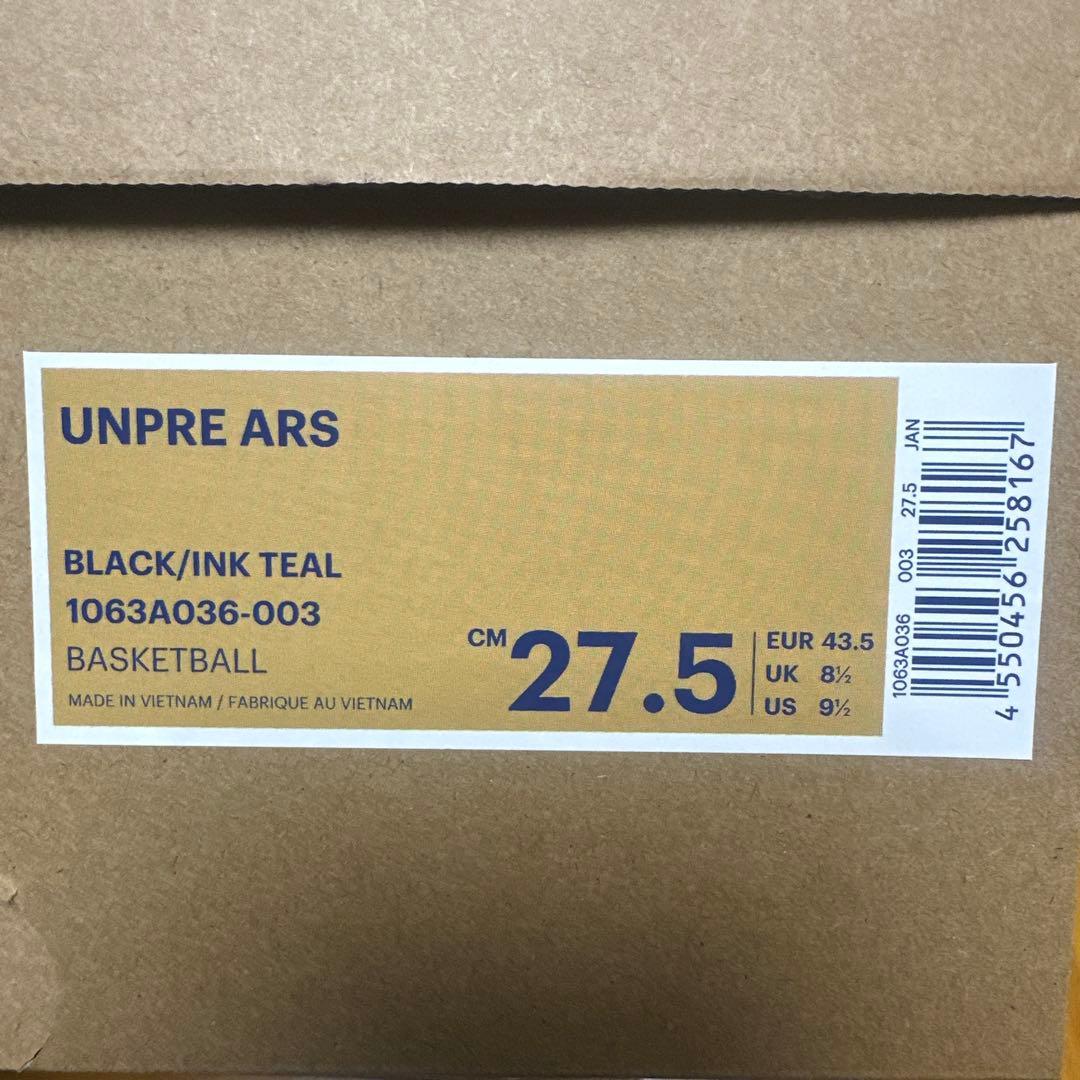 UNPRE ARS
BLACK/INK TEAL
1063A036-003
BASKETBALL
MADE IN VIETNAM / FABRIQUE AU VIETNAM
CM 27.5
EUR 43.5
UK 8½
US 9½
1063A036 003 27.5 JAN
4 550456 258167